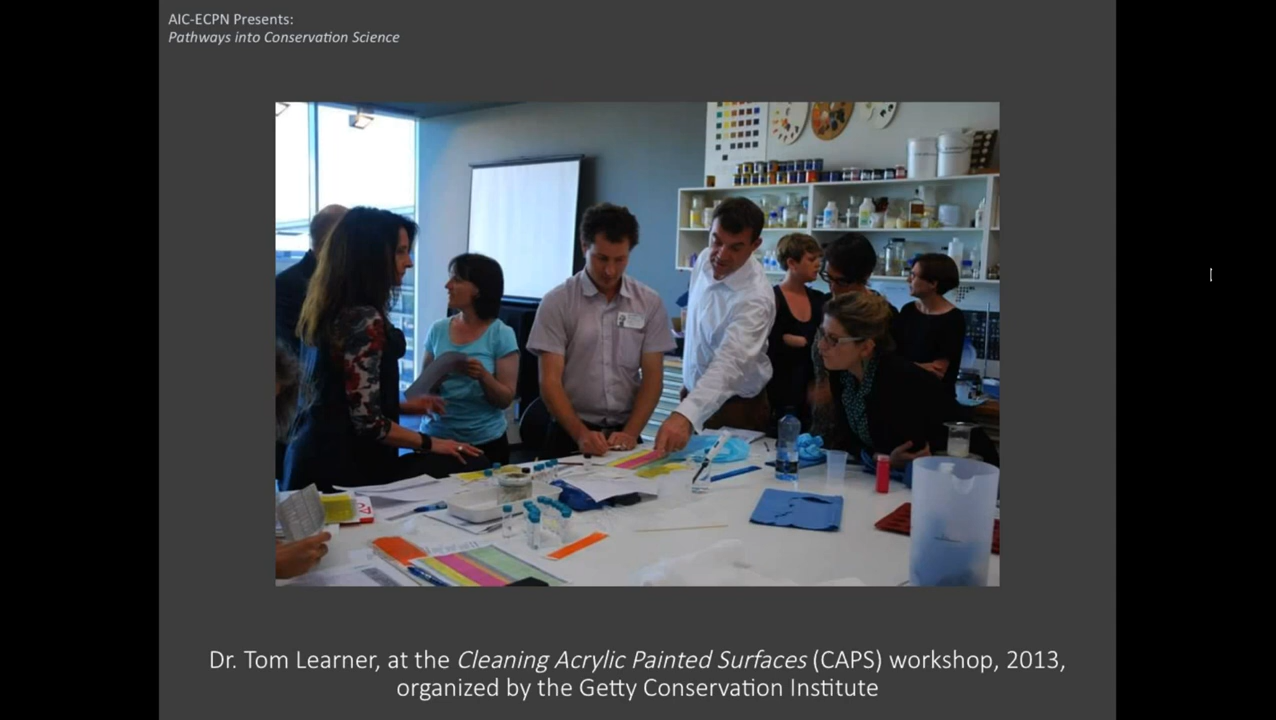 AIC-ECPN Presents:
Pathways into Conservation Science
Dr. Tom Learner, at the Cleaning Acrylic Painted Surfaces (CAPS) workshop, 2013,
organized by the Getty Conservation Institute